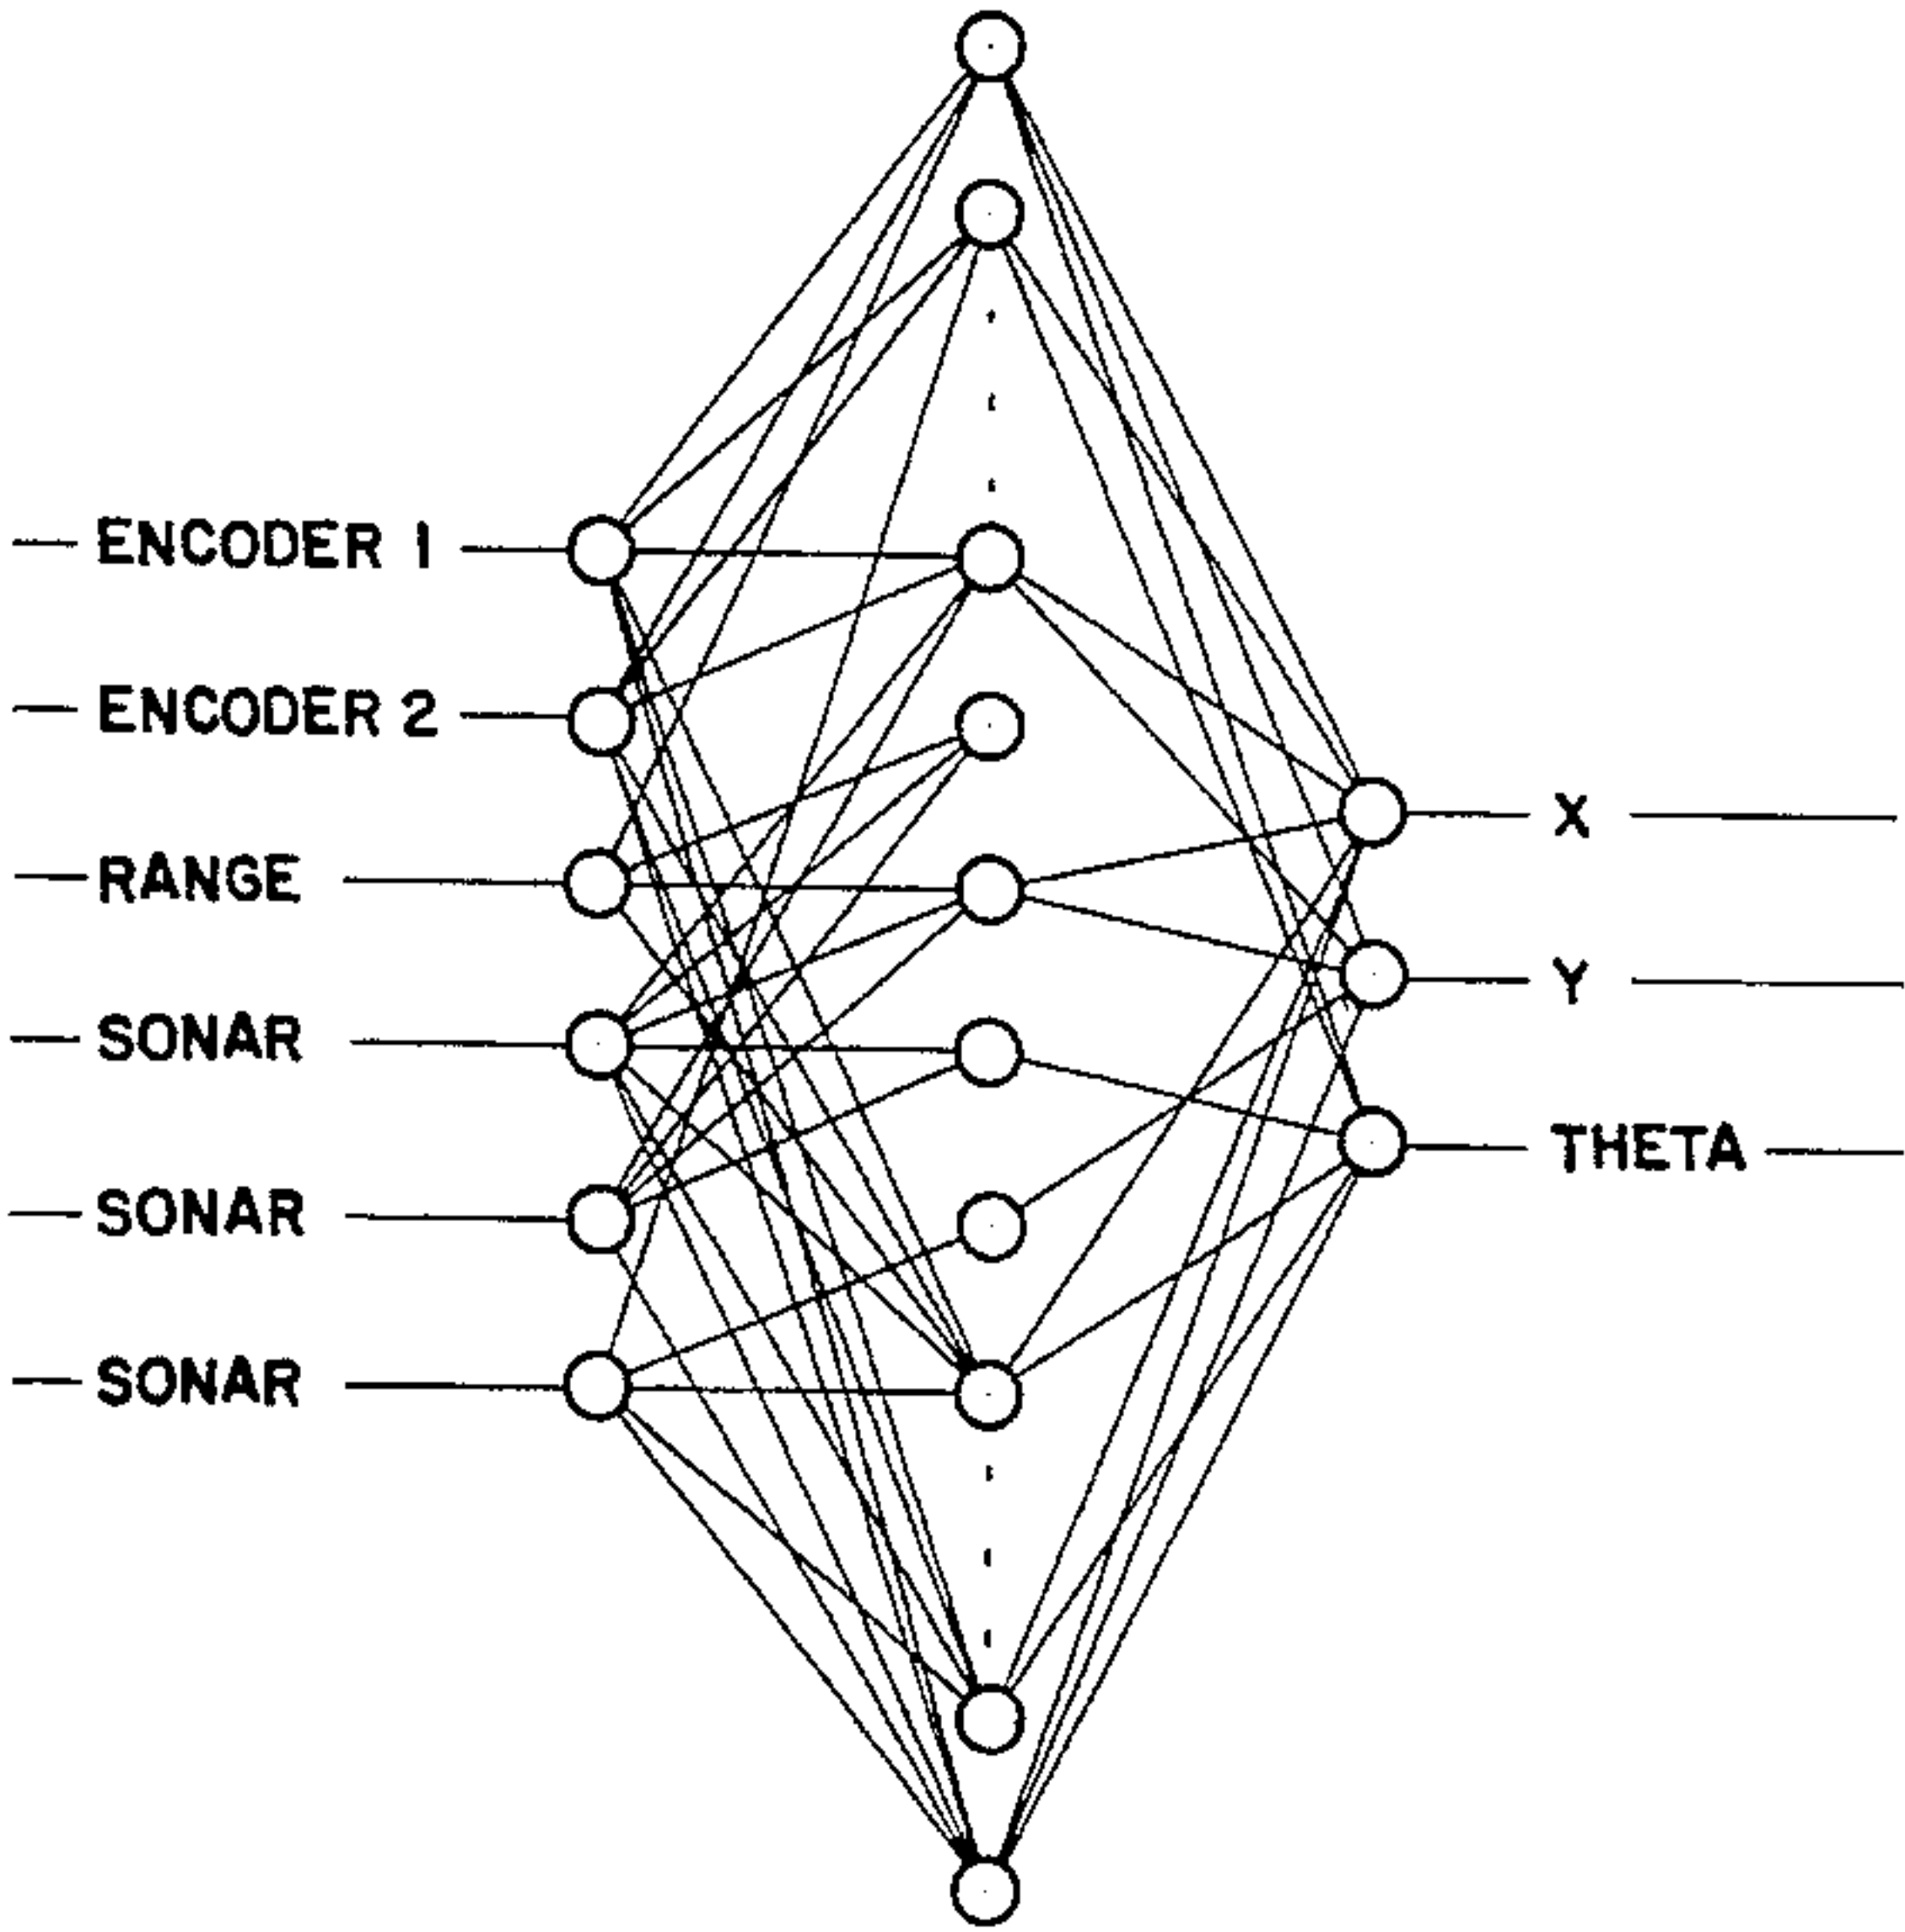 ENCODER 1
ENCODER 2
RANGE
SONAR
SONAR
SONAR
X
Y
THETA